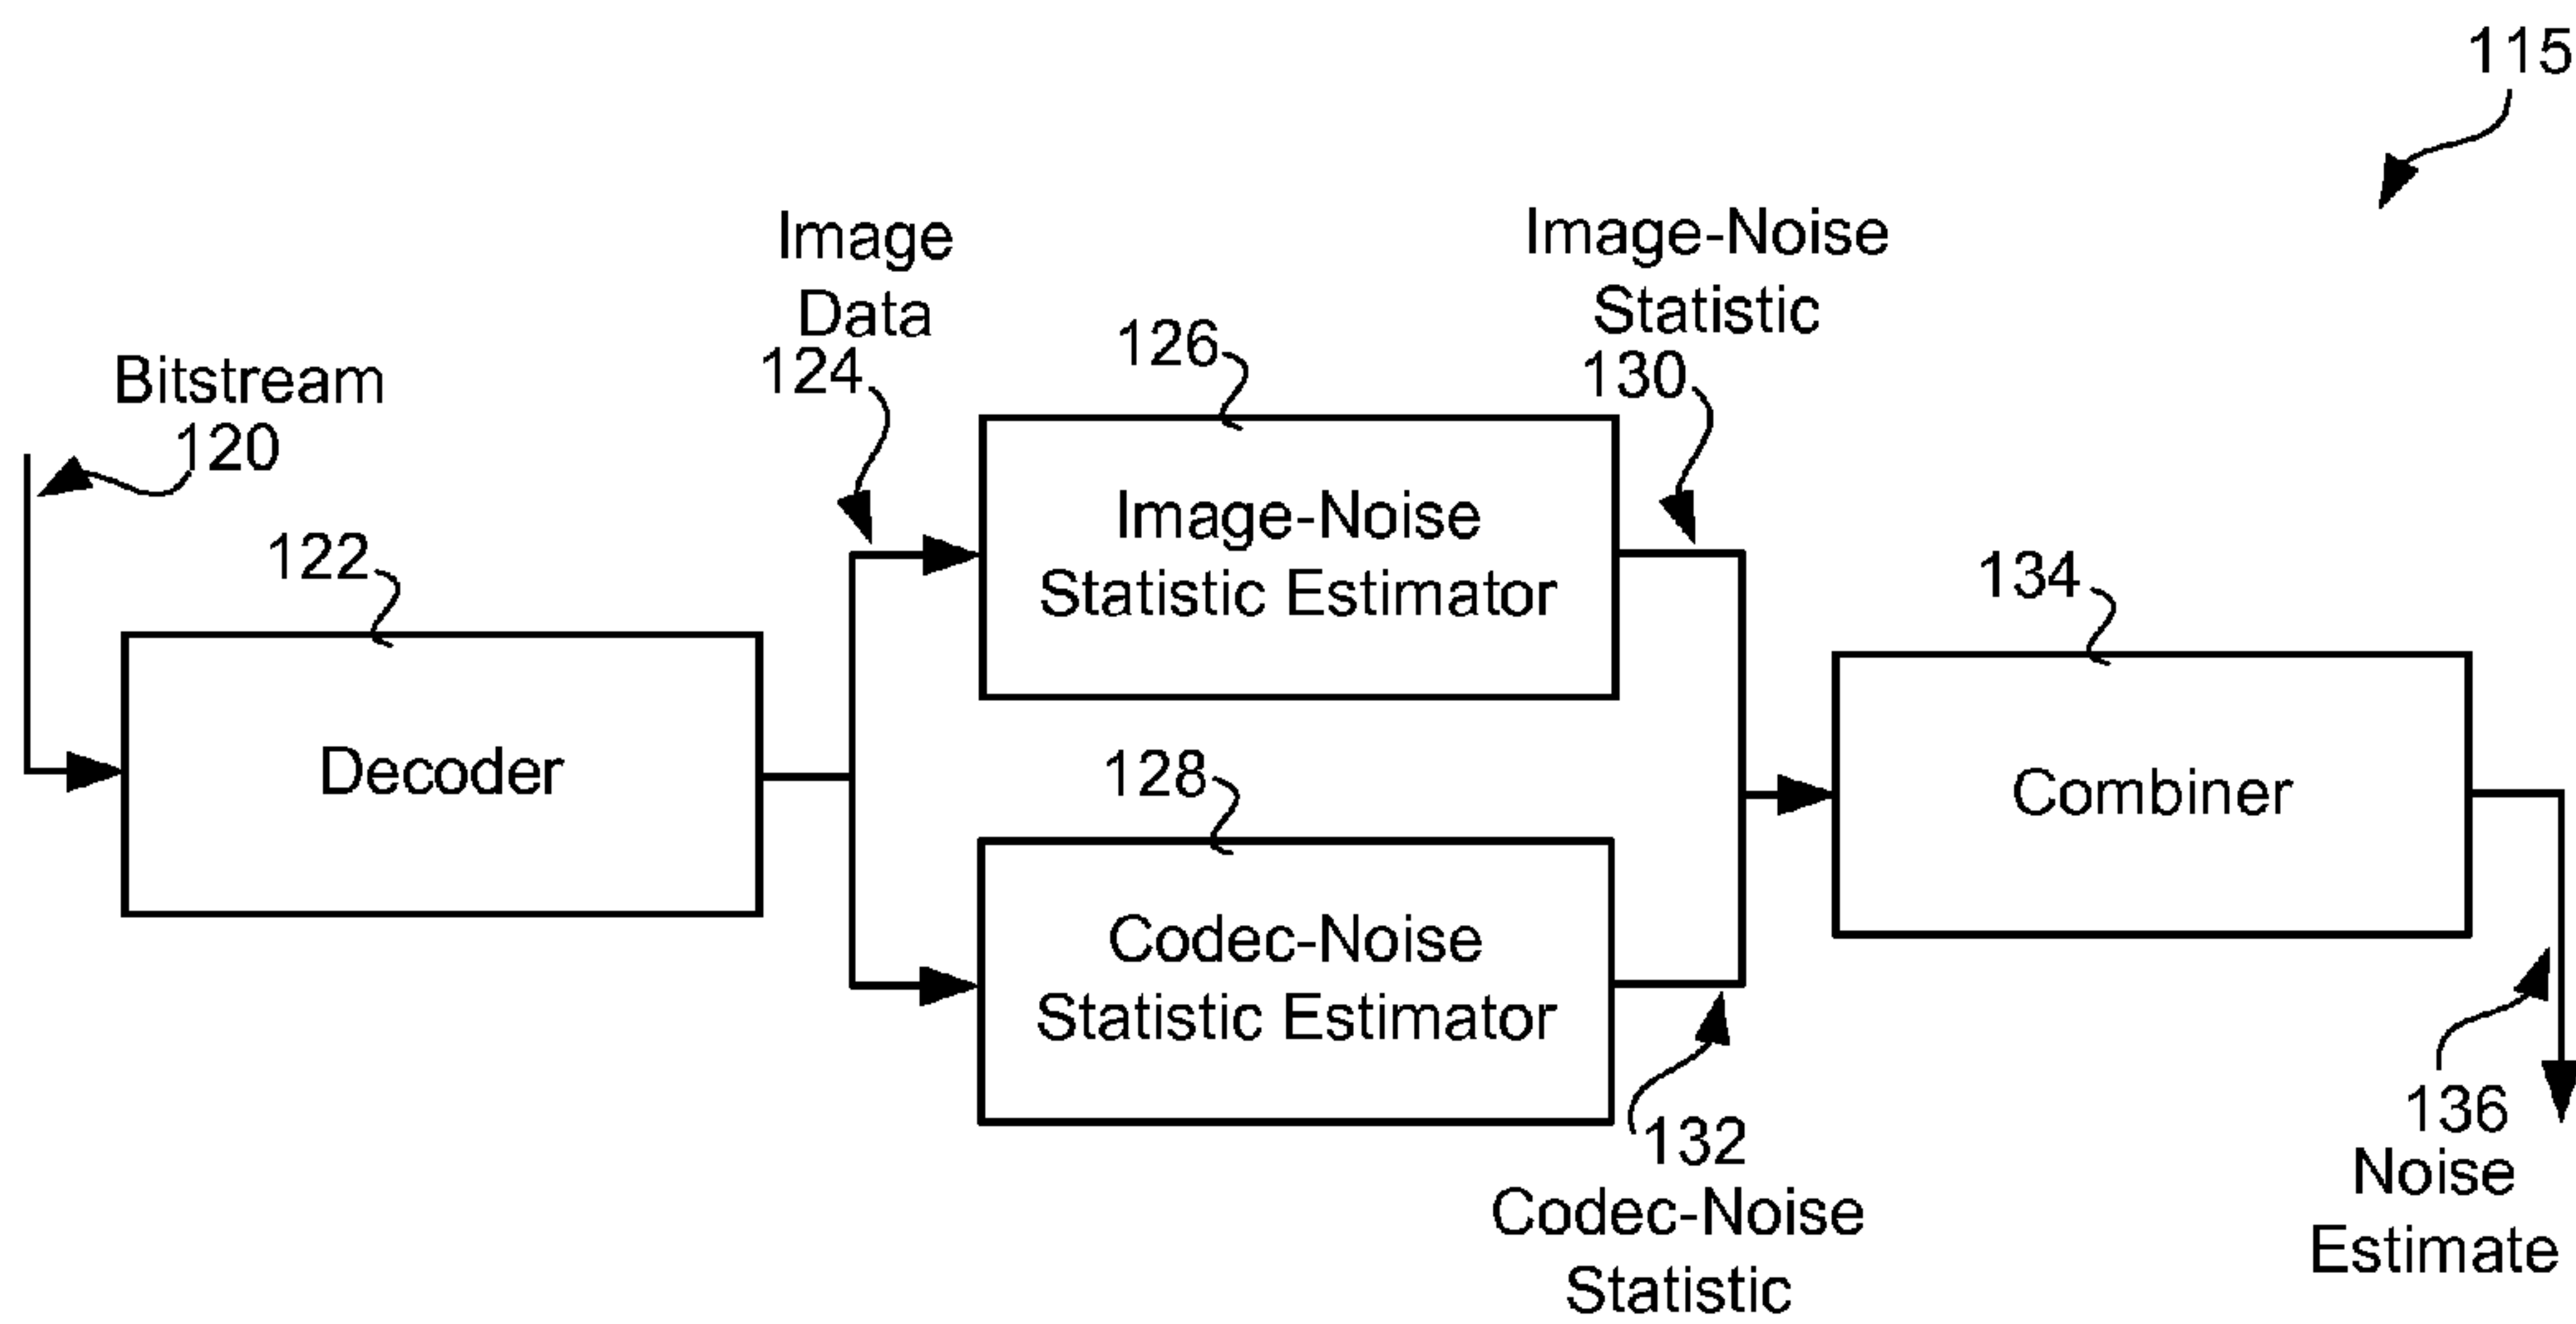 115
Image
Data
124
Image-Noise
Statistic
130
126
Bitstream
120
122
Image-Noise
Statistic Estimator
134
Decoder
128
Combiner
Codec-Noise
Statistic Estimator
132
Codec-Noise
Statistic
136
Noise
Estimate